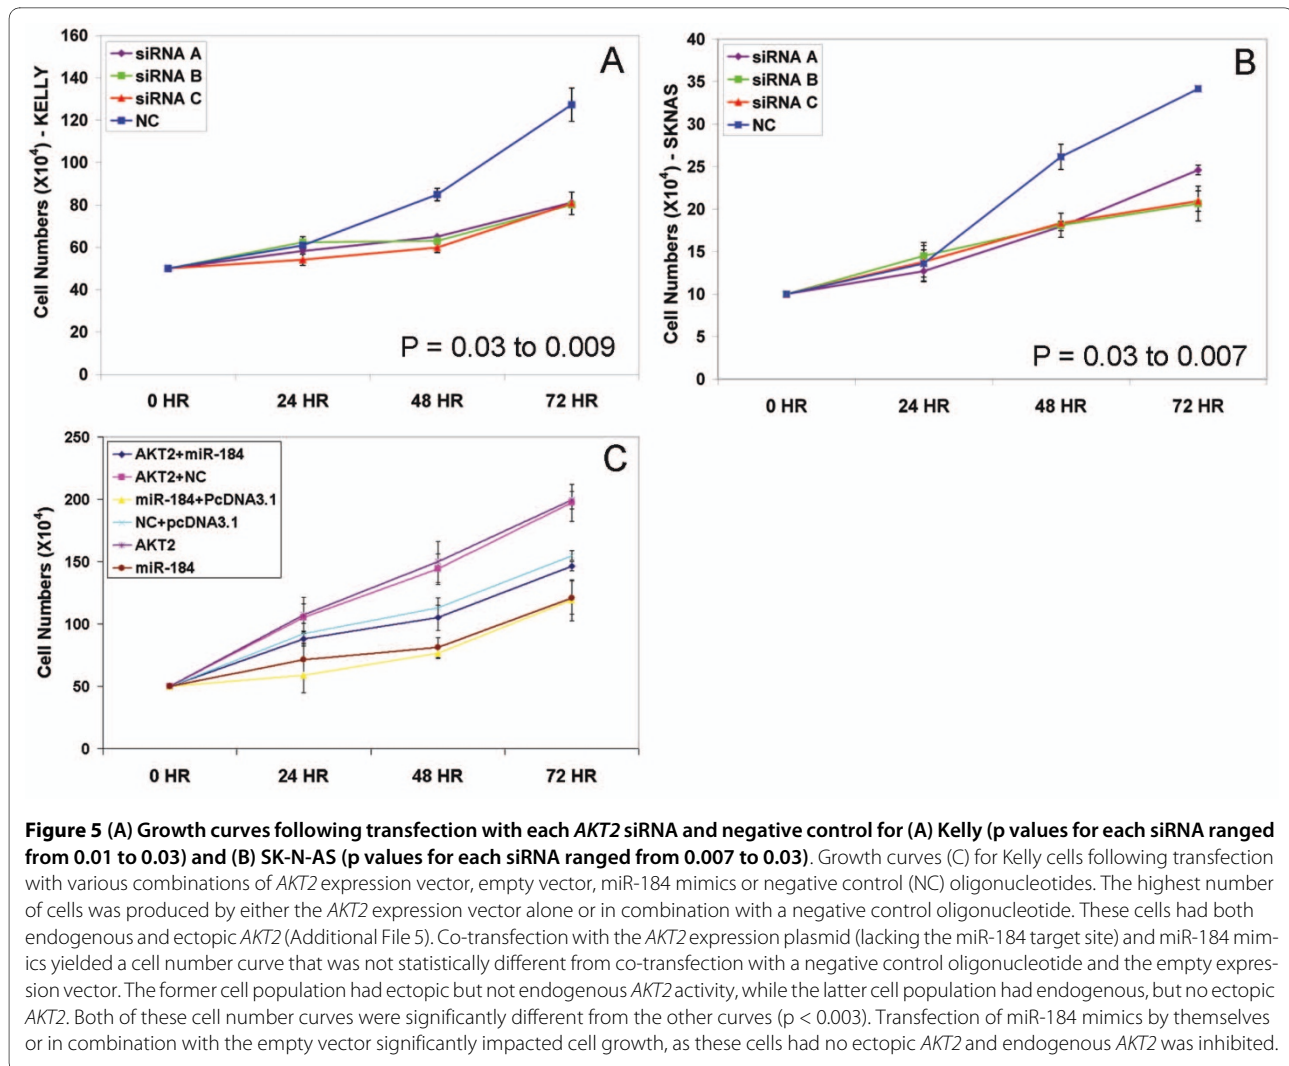 160
140
120
100
80
60
40
20
0
Cell Numbers (X10⁴) - KELLY
siRNA A
siRNA B
siRNA C
NC
A
P = 0.03 to 0.009
0 HR 24 HR 48 HR 72 HR
40
35
30
25
20
15
10
5
0
Cell Numbers (X10⁴) - SKNAS
siRNA A
siRNA B
siRNA C
NC
B
P = 0.03 to 0.007
0 HR 24 HR 48 HR 72 HR
250
200
150
100
50
0
Cell Numbers (X10⁴)
AKT2+miR-184
AKT2+NC
miR-184+PcDNA3.1
NC+pcDNA3.1
AKT2
miR-184
C
0 HR 24 HR 48 HR 72 HR
Figure 5 (A) Growth curves following transfection with each AKT2 siRNA and negative control for (A) Kelly (p values for each siRNA ranged
from 0.01 to 0.03) and (B) SK-N-AS (p values for each siRNA ranged from 0.007 to 0.03). Growth curves (C) for Kelly cells following transfection
with various combinations of AKT2 expression vector, empty vector, miR-184 mimics or negative control (NC) oligonucleotides. The highest number
of cells was produced by either the AKT2 expression vector alone or in combination with a negative control oligonucleotide. These cells had both
endogenous and ectopic AKT2 (Additional File 5). Co-transfection with the AKT2 expression plasmid (lacking the miR-184 target site) and miR-184 mim-
ics yielded a cell number curve that was not statistically different from co-transfection with a negative control oligonucleotide and the empty expres-
sion vector. The former cell population had ectopic but not endogenous AKT2 activity, while the latter cell population had endogenous, but no ectopic
AKT2. Both of these cell number curves were significantly different from the other curves (p < 0.003). Transfection of miR-184 mimics by themselves
or in combination with the empty vector significantly impacted cell growth, as these cells had no ectopic AKT2 and endogenous AKT2 was inhibited.